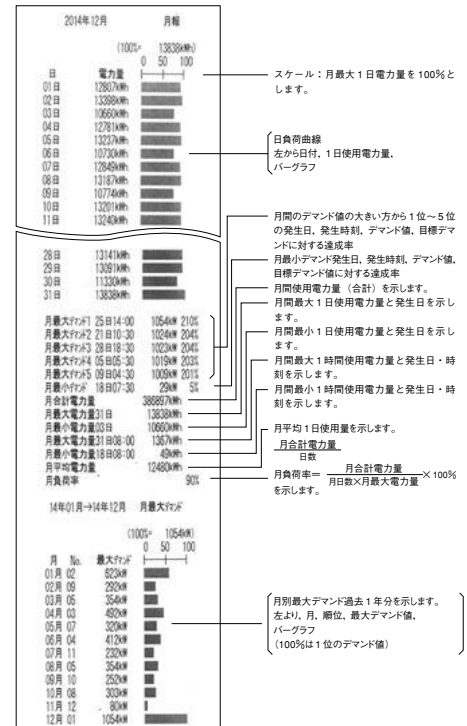 2014年12月 月報
(100%= 13838kWh)
0 50 100
日 電力量
01日 12807kWh
02日 13398kWh
03日 10660kWh
04日 12781kWh
05日 13237kWh
06日 10730kWh
07日 12849kWh
08日 13187kWh
09日 10774kWh
10日 13201kWh
11日 13240kWh
28日 13141kWh
29日 13091kWh
30日 11330kWh
31日 13838kWh
月最大デマンド1 25日14:00 1054kW 210%
月最大デマンド2 21日10:30 1024kW 204%
月最大デマンド3 28日18:30 1023kW 204%
月最大デマンド4 05日05:30 1019kW 203%
月最大デマンド5 09日04:30 1009kW 201%
月最小デマンド 18日07:30 29kW 5%
月合計電力量 386897kWh
月最大電力量31日 13838kWh
月最小電力量03日 10660kWh
月最大電力量31日08:00 1367kWh
月最小電力量18日08:00 49kWh
月平均電力量 12480kWh
月負荷率 90%
14年01月→14年12月 月最大デマンド
(100%= 1054kW)
0 50 100
月 No. 最大デマンド
01月 02 623kW
02月 09 292kW
03月 05 354kW
04月 03 492kW
05月 07 320kW
06月 04 412kW
07月 11 232kW
08月 05 354kW
09月 10 252kW
10月 08 303kW
11月 12 80kW
12月 01 1054kW
スケール：月最大1日電力量を100%と
します。
日負荷曲線
左から日付、1日使用電力量、
バーグラフ
月間のデマンド値の大きい方から1位～5位
の発生日、発生時刻、デマンド値、目標デマ
ンドに対する達成率
月最小デマンド発生日、発生時刻、デマンド値、
目標デマンド値に対する達成率
月間使用電力量（合計）を示します。
月間最大1日使用電力量と発生日を示し
ます。
月間最小1日使用電力量と発生日を示し
ます。
月間最大1時間使用電力量と発生日・時
刻を示します。
月間最小1時間使用電力量と発生日・時
刻を示します。
月平均1日使用量を示します。
月合計電力量
日数
月負荷率＝ 月合計電力量 ×100%
月日数×月最大電力量
を示します。
月別最大デマンド過去1年分を示します。
左より、月、順位、最大デマンド値、
バーグラフ
(100%は1位のデマンド値)